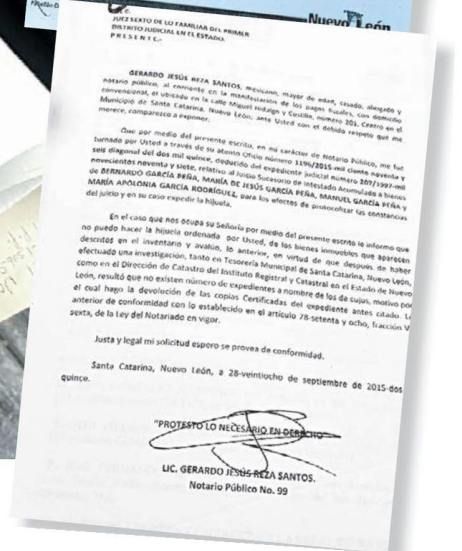 Nuevo León
JUEZ SEXTO DE LO FAMILIAR DEL PRIMER
DISTRITO JUDICIAL EN EL ESTADO.
P R E S E N T E.-
GERARDO JESÚS REZA SANTOS, mexicano, mayor de edad, casado, abogado y
notario público, al corriente en la manifestación de los pagos fiscales, con domicilio
convencional, el ubicado en la calle Miguel Hidalgo y Costilla, número 201, Centro en el
Municipio de Santa Catarina, Nuevo León, ante Usted con el debido respeto que me
merece, comparezco a exponer.
Que por medio del presente escrito, en mi carácter de Notario Público, me fue
turnado por Usted a través de su atento Oficio número 1196/2015-mil ciento noventa y
seis diagonal del dos mil quince, deducido del expediente judicial número 207/1997-mil
novecientos noventa y siete, relativo al Juicio Sucesorio de Intestado Acumulado a bienes
de BERNARDO GARCÍA PEÑA, MARÍA DE JESÚS GARCÍA PEÑA, MANUEL GARCÍA PEÑA y
MARÍA APOLONIA GARCÍA RODRÍGUEZ, para los efectos de protocolizar las constancias
del juicio y en su caso expedir la hijuela.
En el caso que nos ocupa su Señoría por medio del presente escrito le informo que
no puedo hacer la hijuela ordenada por Usted, de los bienes inmuebles que aparecen
descritos en el inventario y avalúo, lo anterior, en virtud de que después de haber
efectuado una investigación, tanto en Tesorería Municipal de Santa Catarina, Nuevo León,
como en el Dirección de Catastro del Instituto Registral y Catastral en el Estado de Nuevo
León, resultó que no existen número de expedientes a nombre de los de cujus, motivo por
el cual hago la devolución de las copias Certificadas del expediente antes citado. L
anterior de conformidad con lo establecido en el artículo 78-setenta y ocho, fracción V
sexta, de la Ley del Notariado en vigor.
Justa y legal mi solicitud espero se provea de conformidad.
Santa Catarina, Nuevo León, a 28-veintiocho de septiembre de 2015-dos
quince.
"PROTESTO LO NECESARIO EN DERECHO"
LIC. GERARDO JESÚS REZA SANTOS.
Notario Público No. 99